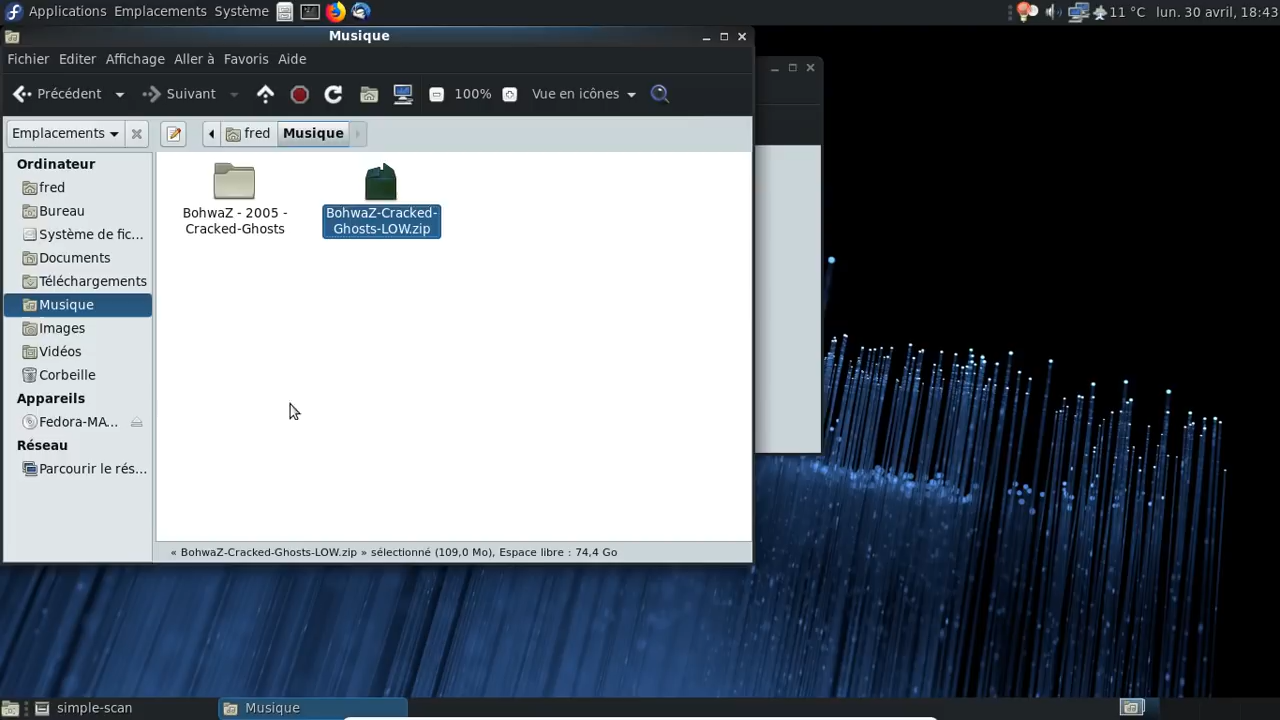 Applications Emplacements Système
11 °C lun. 30 avril, 18:43
Musique
Fichier Editer Affichage Aller à Favoris Aide
Précédent Suivant 100% Vue en icônes
Emplacements fred Musique
Ordinateur
fred
Bureau
Système de fic...
Documents
Téléchargements
Musique
Images
Vidéos
Corbeille
Appareils
Fedora-MA...
Réseau
Parcourir le rés...
BohwaZ - 2005 -
Cracked-Ghosts
BohwaZ-Cracked-
Ghosts-LOW.zip
« BohwaZ-Cracked-Ghosts-LOW.zip » sélectionné (109,0 Mo), Espace libre : 74,4 Go
simple-scan Musique